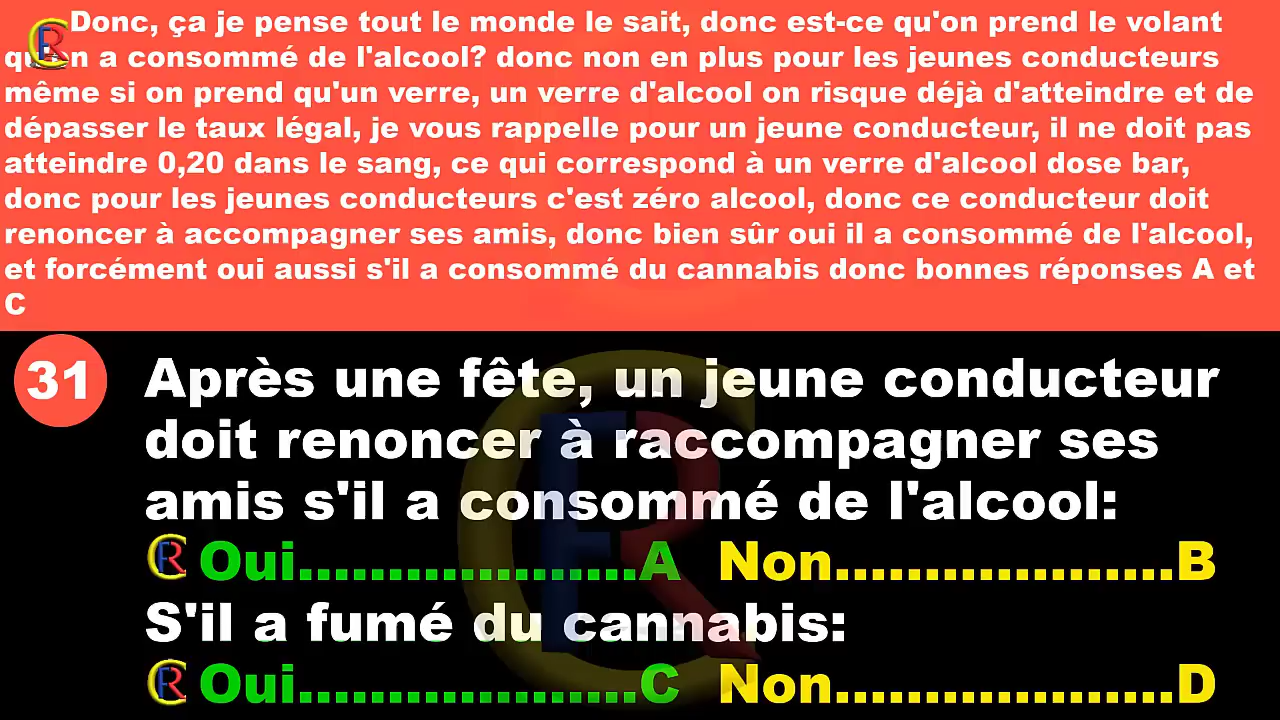 Donc, ça je pense tout le monde le sait, donc est-ce qu'on prend le volant
on a consommé de l'alcool? donc non en plus pour les jeunes conducteurs
même si on prend qu'un verre, un verre d'alcool on risque déjà d'atteindre et de
dépasser le taux légal, je vous rappelle pour un jeune conducteur, il ne doit pas
atteindre 0,20 dans le sang, ce qui correspond à un verre d'alcool dose bar,
donc pour les jeunes conducteurs c'est zéro alcool, donc ce conducteur doit
renoncer à accompagner ses amis, donc bien sûr oui il a consommé de l'alcool,
et forcément oui aussi s'il a consommé du cannabis donc bonnes réponses A et
C
31 Après une fête, un jeune conducteur
doit renoncer à raccompagner ses
amis s'il a consommé de l'alcool:
Oui...................A Non...................B
S'il a fumé du cannabis:
Oui...................C Non...................D